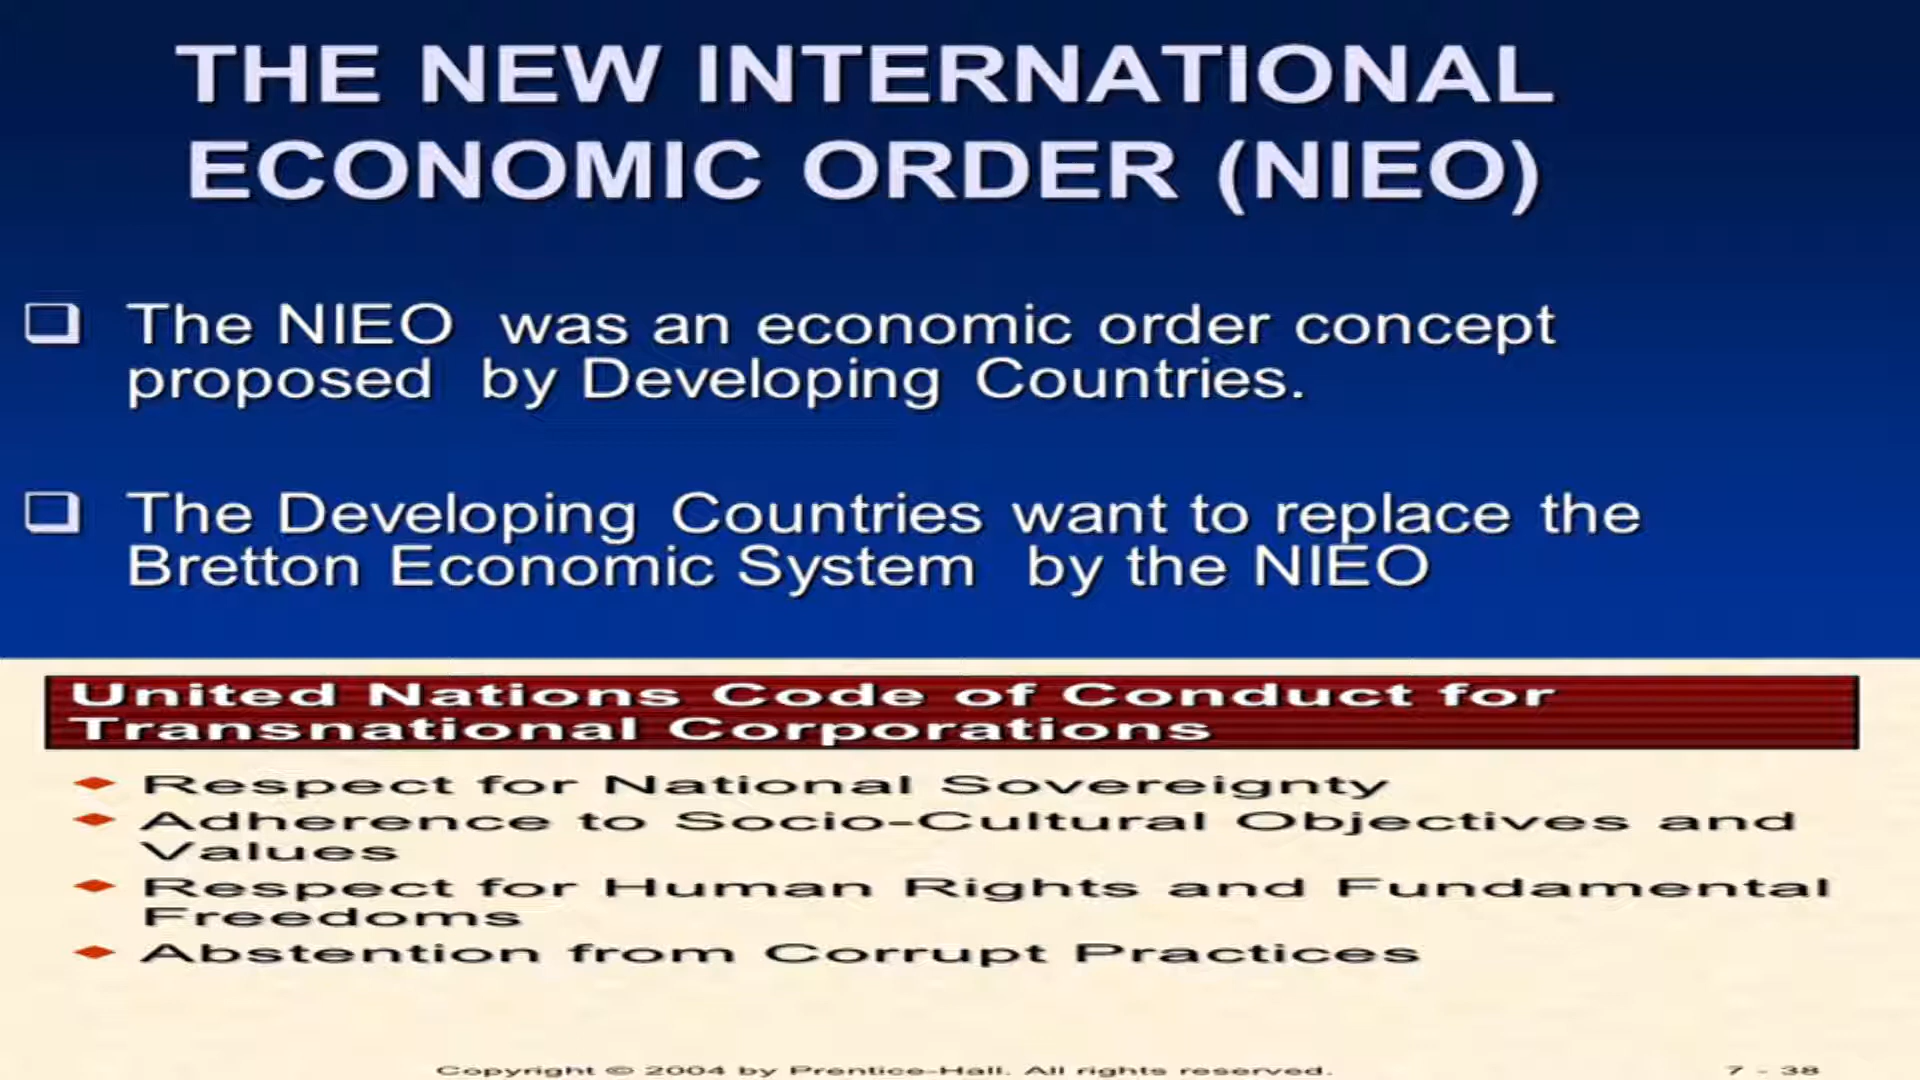 THE NEW INTERNATIONAL
ECONOMIC ORDER (NIEO)
The NIEO was an economic order concept
proposed by Developing Countries.
The Developing Countries want to replace the
Bretton Economic System by the NIEO
United Nations Code of Conduct for
Transnational Corporations
Respect for National Sovereignty
Adherence to Socio-Cultural Objectives and
Values
Respect for Human Rights and Fundamental
Freedoms
Abstention from Corrupt Practices
Copyright © 2004 by Prentice-Hall. All rights reserved.
7 - 38